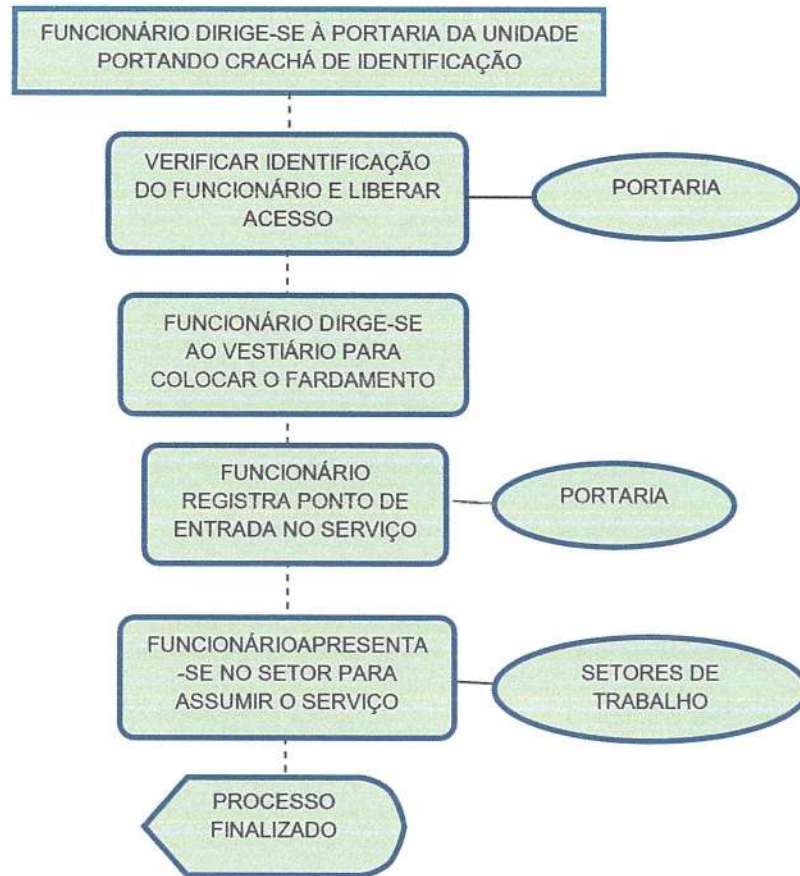 FUNCIONÁRIO DIRIGE-SE À PORTARIA DA UNIDADE
PORTANDO CRACHÁ DE IDENTIFICAÇÃO
VERIFICAR IDENTIFICAÇÃO
DO FUNCIONÁRIO E LIBERAR
ACESSO
PORTARIA
FUNCIONÁRIO DIRGE-SE
AO VESTIÁRIO PARA
COLOCAR O FARDAMENTO
FUNCIONÁRIO
REGISTRA PONTO DE
ENTRADA NO SERVIÇO
PORTARIA
FUNCIONÁRIOAPRESENTA
-SE NO SETOR PARA
ASSUMIR O SERVIÇO
SETORES DE
TRABALHO
PROCESSO
FINALIZADO